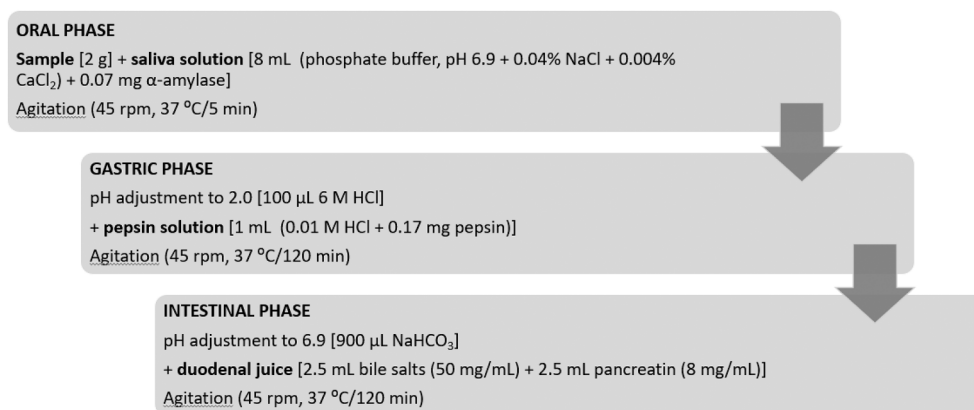 ORAL PHASE
Sample [2 g] + saliva solution [8 mL (phosphate buffer, pH 6.9 + 0.04% NaCl + 0.004%
CaCl₂) + 0.07 mg α-amylase]
Agitation (45 rpm, 37 ⁰C/5 min)
GASTRIC PHASE
pH adjustment to 2.0 [100 µL 6 M HCl]
+ pepsin solution [1 mL (0.01 M HCl + 0.17 mg pepsin)]
Agitation (45 rpm, 37 ⁰C/120 min)
INTESTINAL PHASE
pH adjustment to 6.9 [900 µL NaHCO₃]
+ duodenal juice [2.5 mL bile salts (50 mg/mL) + 2.5 mL pancreatin (8 mg/mL)]
Agitation (45 rpm, 37 ⁰C/120 min)